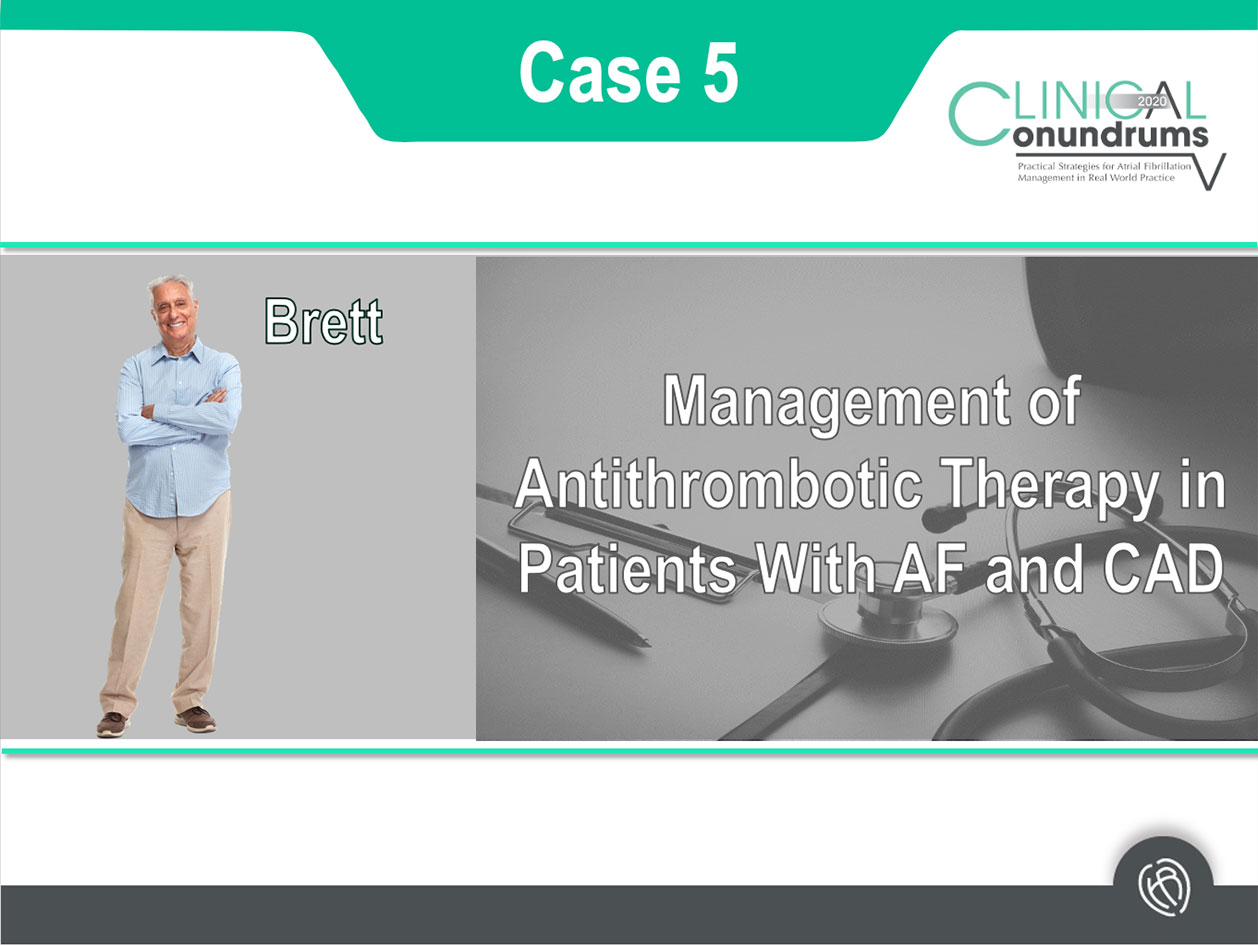 Case 5
CLINICAL
2020
Conundrums
Practical Strategies for Atrial Fibrillation
Management in Real World Practice
V
Brett
Management of
Antithrombotic Therapy in
Patients With AF and CAD